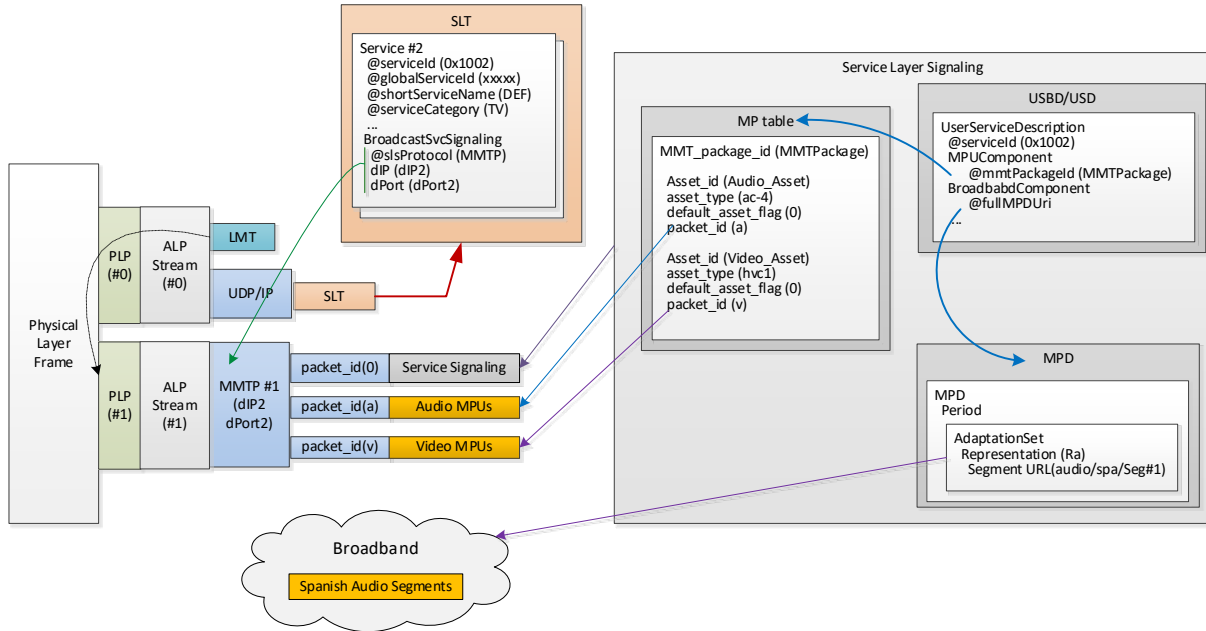 SLT
Service #2
@serviceId (0x1002)
@globalServiceId (xxxxx)
@shortServiceName (DEF)
@serviceCategory (TV)
...
BroadcastSvcSignaling
@slsProtocol (MMTP)
dIP (dIP2)
dPort (dPort2)
Physical
Layer
Frame
PLP
(#0)
ALP
Stream
(#0)
LMT
UDP/IP
SLT
PLP
(#1)
ALP
Stream
(#1)
MMTP #1
(dIP2
dPort2)
packet_id(0)
Service Signaling
packet_id(a)
Audio MPUs
packet_id(v)
Video MPUs
Broadband
Spanish Audio Segments
Service Layer Signaling
MP table
MMT_package_id (MMTPackage)
Asset_id (Audio_Asset)
asset_type (ac-4)
default_asset_flag (0)
packet_id (a)
Asset_id (Video_Asset)
asset_type (hvc1)
default_asset_flag (0)
packet_id (v)
USBD/USD
UserServiceDescription
@serviceId (0x1002)
MPUComponent
@mmtPackageId (MMTPackage)
BroadbabdComponent
@fullMPDUri
...
MPD
MPD
Period
AdaptationSet
Representation (Ra)
Segment URL(audio/spa/Seg#1)